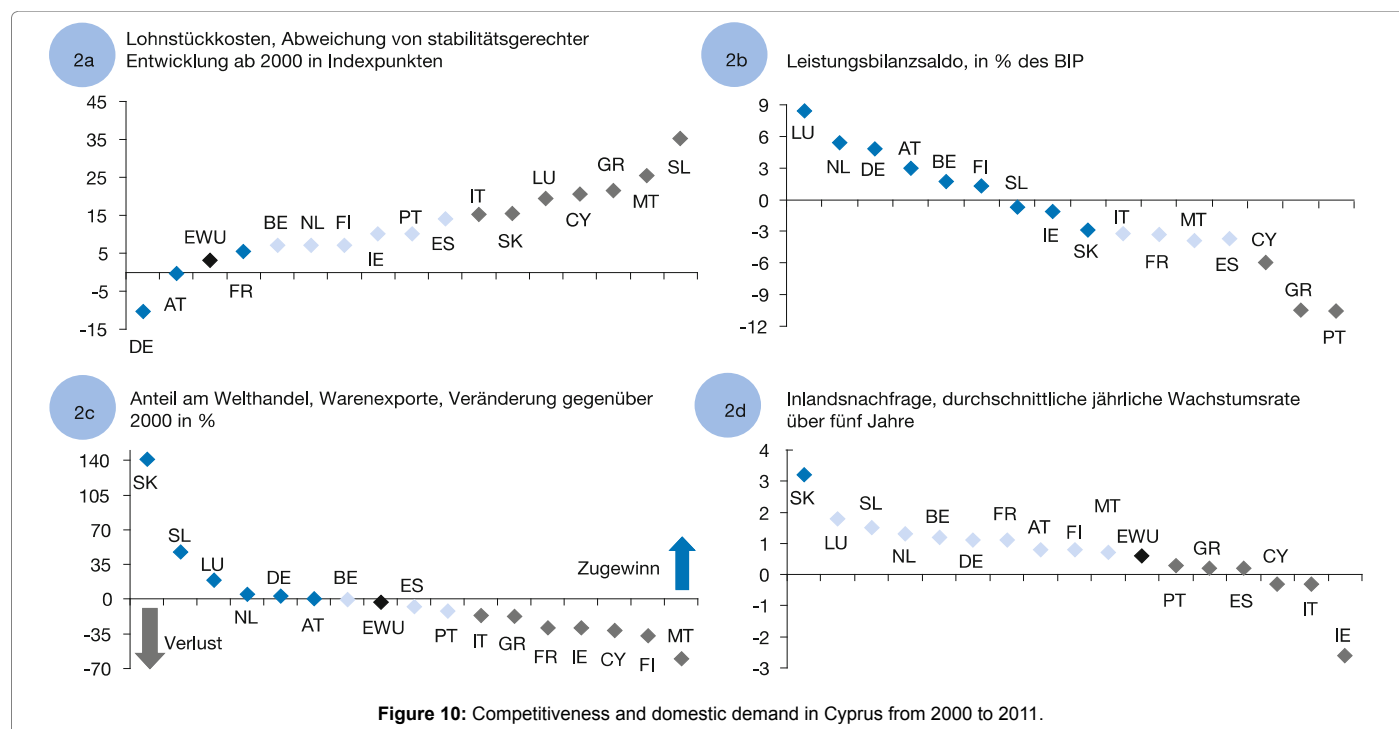 2a
Lohnstückkosten, Abweichung von stabilitätsgerechter
Entwicklung ab 2000 in Indexpunkten
45
35
25
15
5
-5
-15
DE
AT
EWU
FR
BE
NL
FI
IE
PT
ES
IT
SK
LU
CY
GR
MT
SL
2b
Leistungsbilanzsaldo, in % des BIP
9
6
3
0
-3
-6
-9
-12
LU
NL
DE
AT
BE
FI
SL
IE
SK
IT
FR
MT
ES
CY
GR
PT
2c
Anteil am Welthandel, Warenexporte, Veränderung gegenüber
2000 in %
140
105
70
35
0
-35
-70
SK
SL
LU
NL
DE
AT
BE
EWU
ES
PT
IT
GR
FR
IE
CY
FI
MT
Verlust
Zugewinn
2d
Inlandsnachfrage, durchschnittliche jährliche Wachstumsrate
über fünf Jahre
4
3
2
1
0
-1
-2
-3
SK
LU
SL
NL
BE
DE
FR
AT
FI
MT
EWU
PT
GR
ES
CY
IT
IE
Figure 10: Competitiveness and domestic demand in Cyprus from 2000 to 2011.